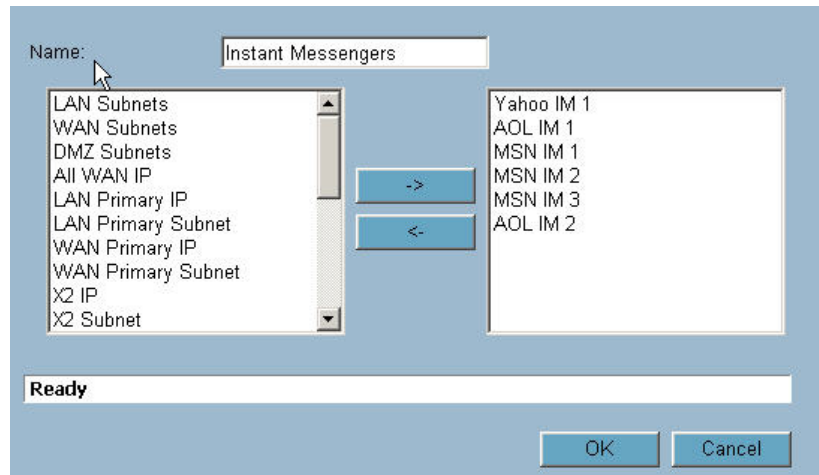 Name: Instant Messengers
LAN Subnets
WAN Subnets
DMZ Subnets
All WAN IP
LAN Primary IP
LAN Primary Subnet
WAN Primary IP
WAN Primary Subnet
X2 IP
X2 Subnet
->
<-
Yahoo IM 1
AOL IM 1
MSN IM 1
MSN IM 2
MSN IM 3
AOL IM 2
Ready
OK Cancel